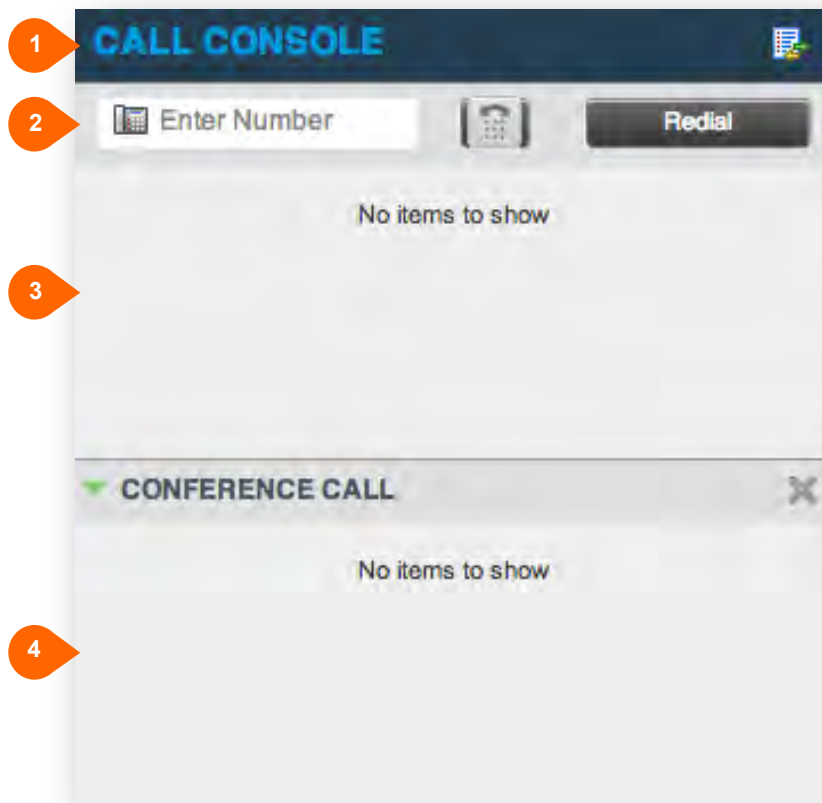 1
CALL CONSOLE
2
Enter Number
Redial
No items to show
3
CONFERENCE CALL
No items to show
4